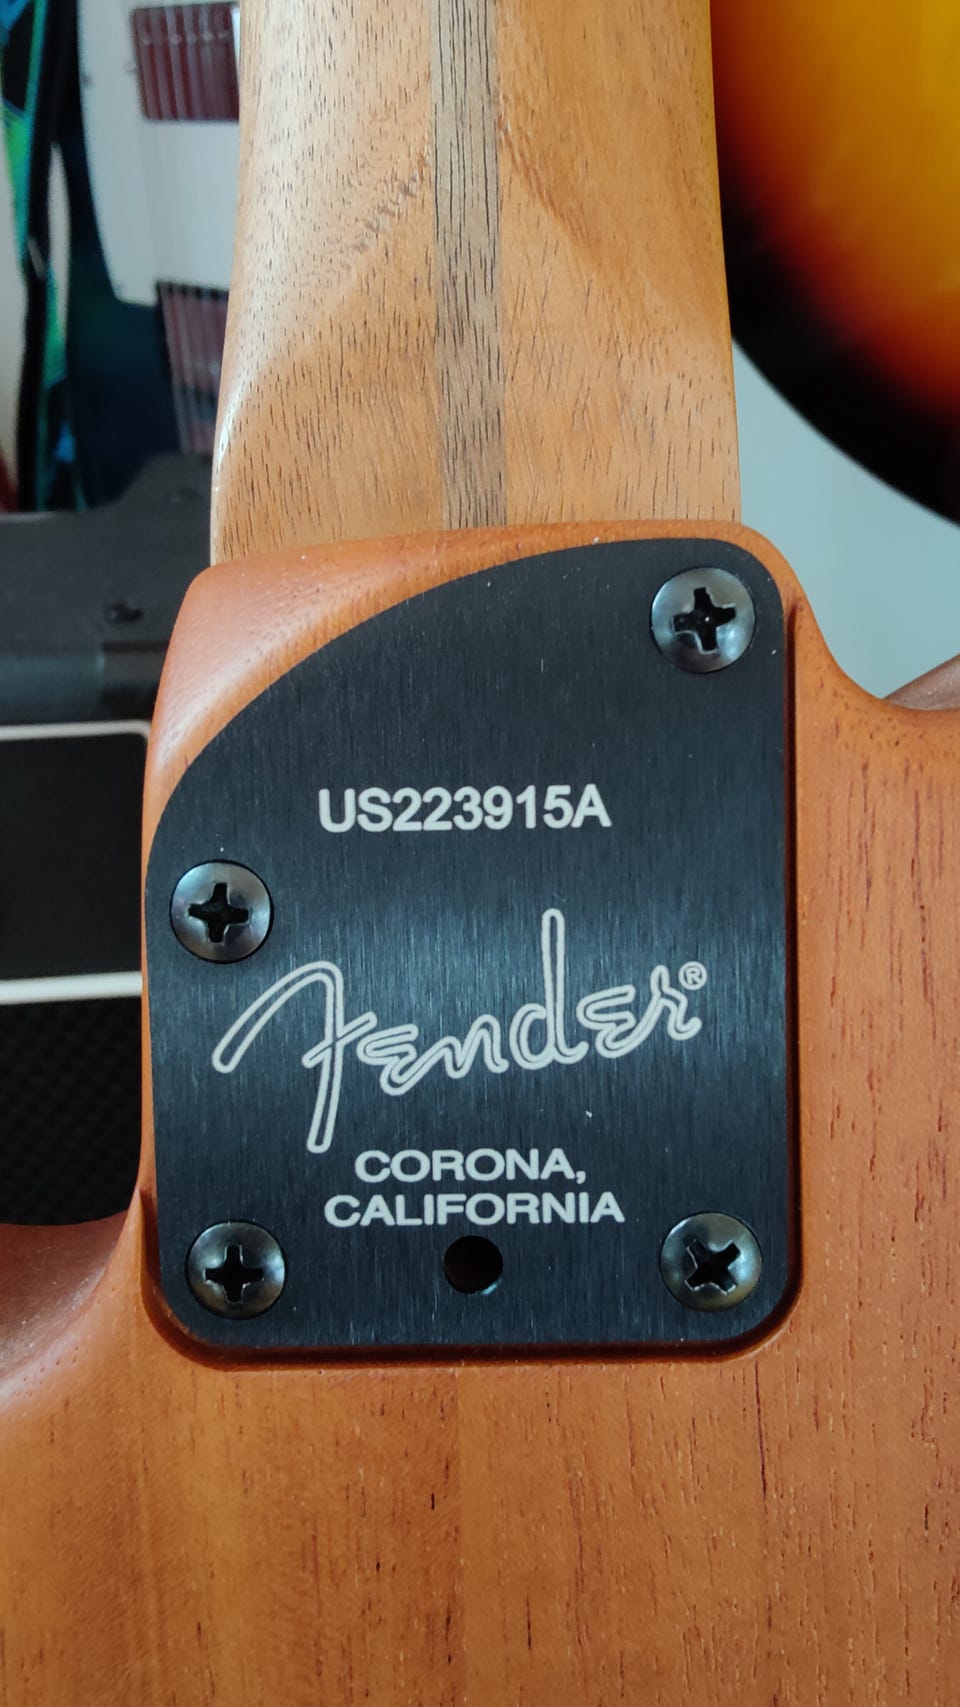 US223915A
Fender®
CORONA,
CALIFORNIA